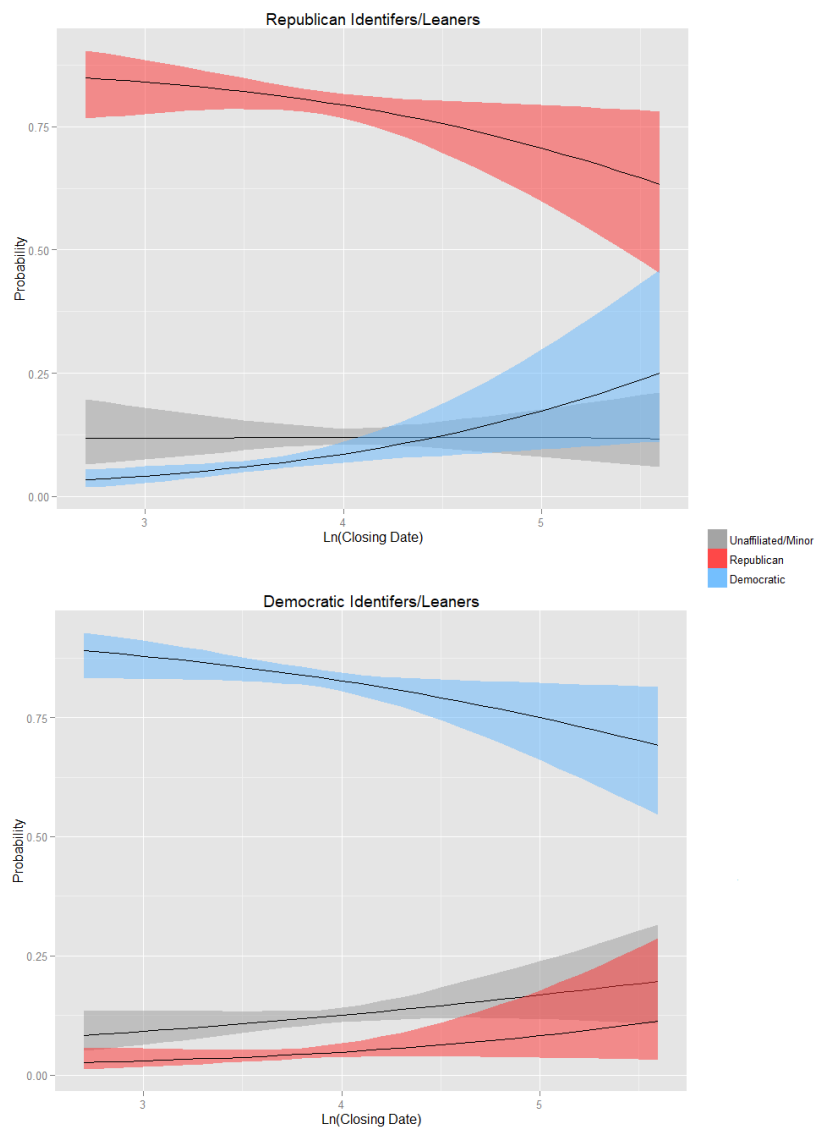 Republican Identifers/Leaners
Probability
0.75
0.50
0.25
0.00
3 4 5
Ln(Closing Date)
Unaffiliated/Minor
Republican
Democratic
Democratic Identifers/Leaners
Probability
0.75
0.50
0.25
0.00
3 4 5
Ln(Closing Date)